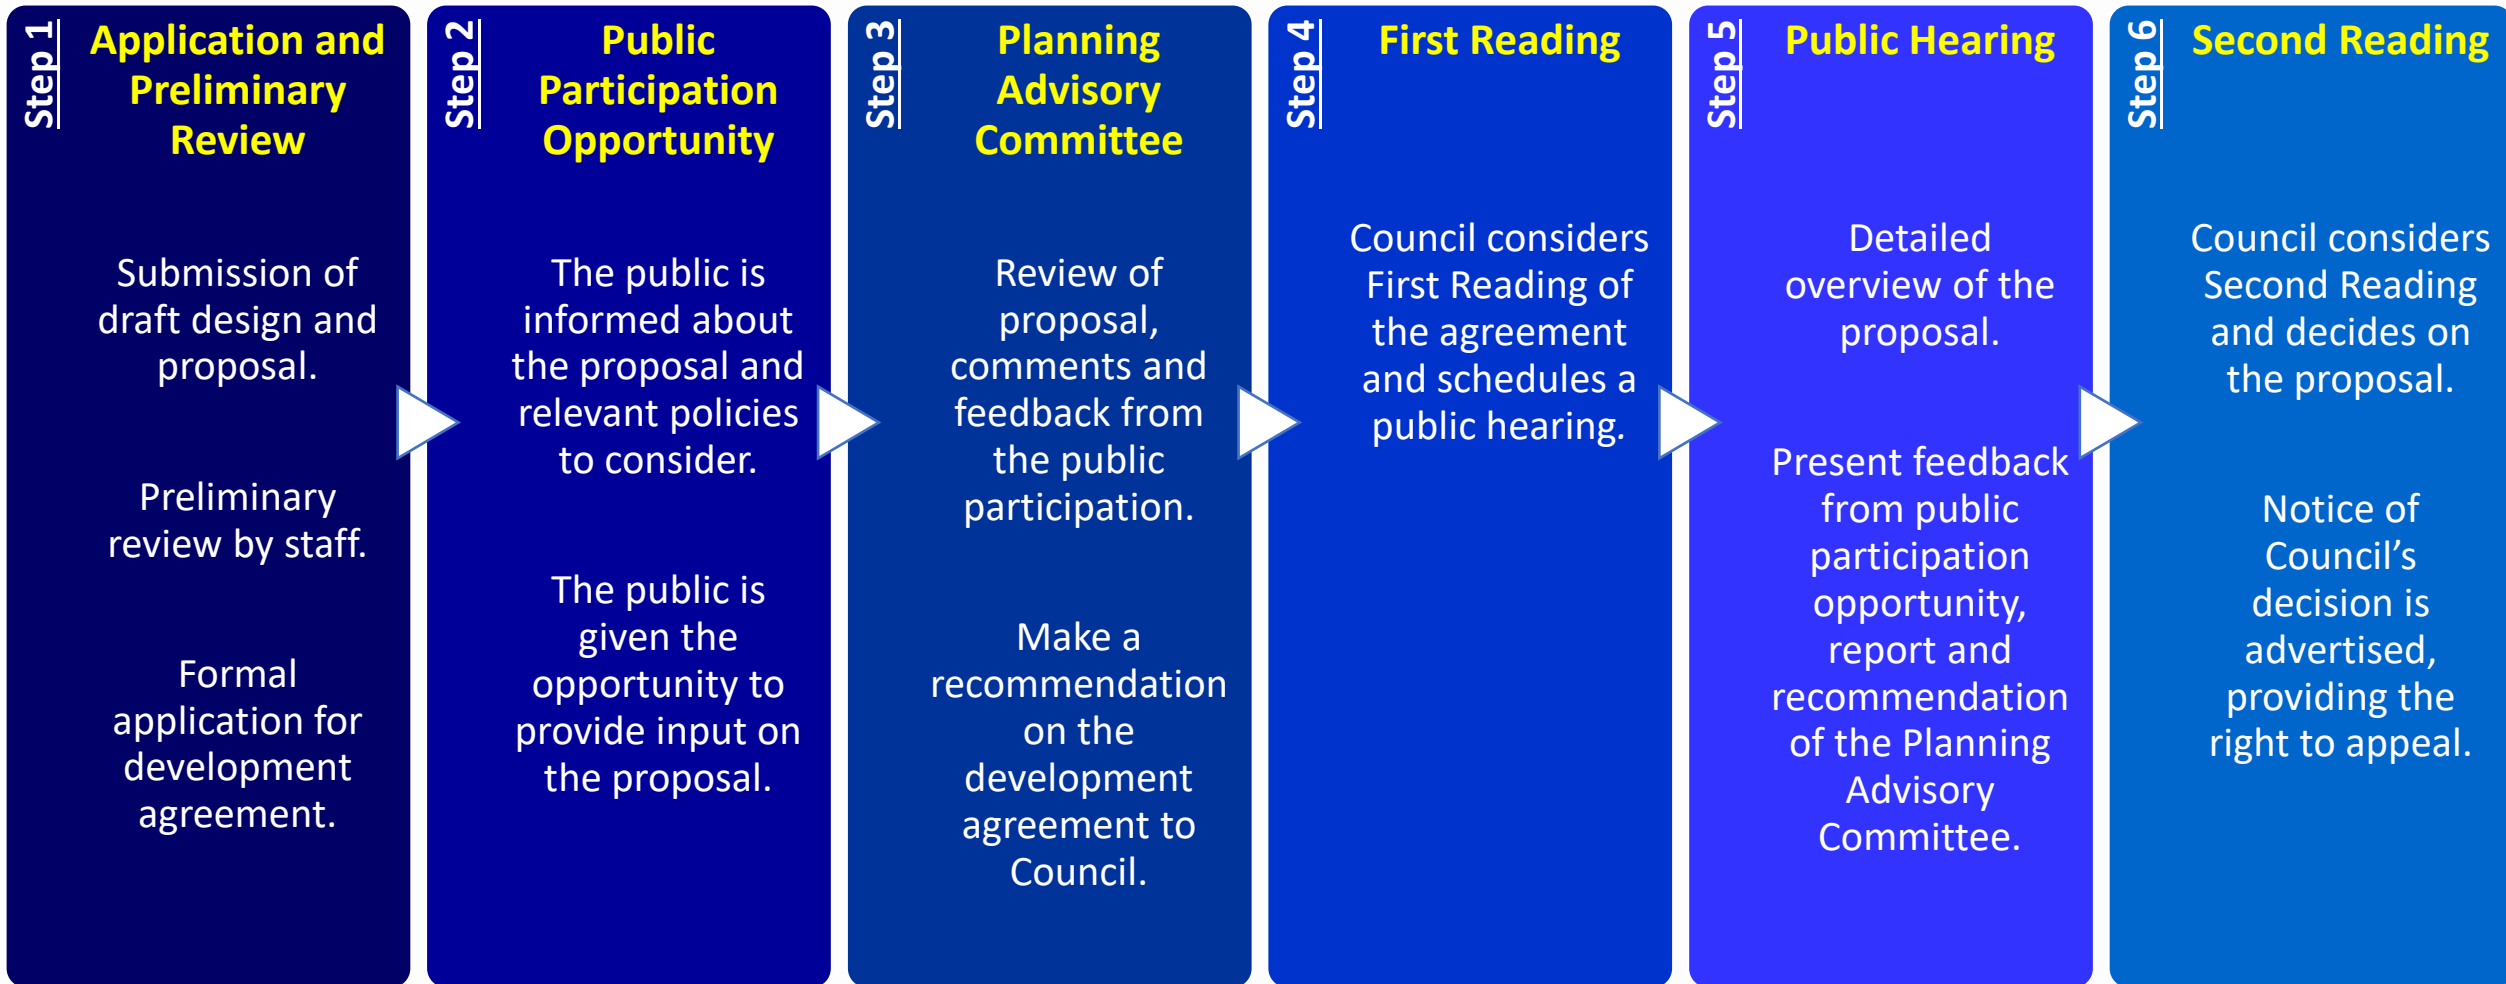 Step 1
Application and
Preliminary
Review
Submission of
draft design and
proposal.
Preliminary
review by staff.
Formal
application for
development
agreement.
Step 2
Public
Participation
Opportunity
The public is
informed about
the proposal and
relevant policies
to consider.
The public is
given the
opportunity to
provide input on
the proposal.
Step 3
Planning
Advisory
Committee
Review of
proposal,
comments and
feedback from
the public
participation.
Make a
recommendation
on the
development
agreement to
Council.
Step 4
First Reading
Council considers
First Reading of
the agreement
and schedules a
public hearing.
Step 5
Public Hearing
Detailed
overview of the
proposal.
Present feedback
from public
participation
opportunity,
report and
recommendation
of the Planning
Advisory
Committee.
Step 6
Second Reading
Council considers
Second Reading
and decides on
the proposal.
Notice of
Council’s
decision is
advertised,
providing the
right to appeal.